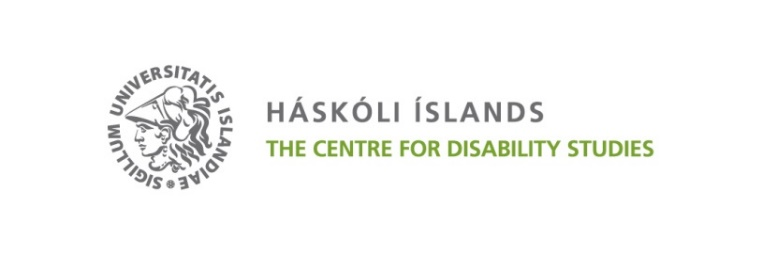 SIGILLUM UNIVERSITATIS ISLANDIAE
HÁSKÓLI ÍSLANDS
THE CENTRE FOR DISABILITY STUDIES